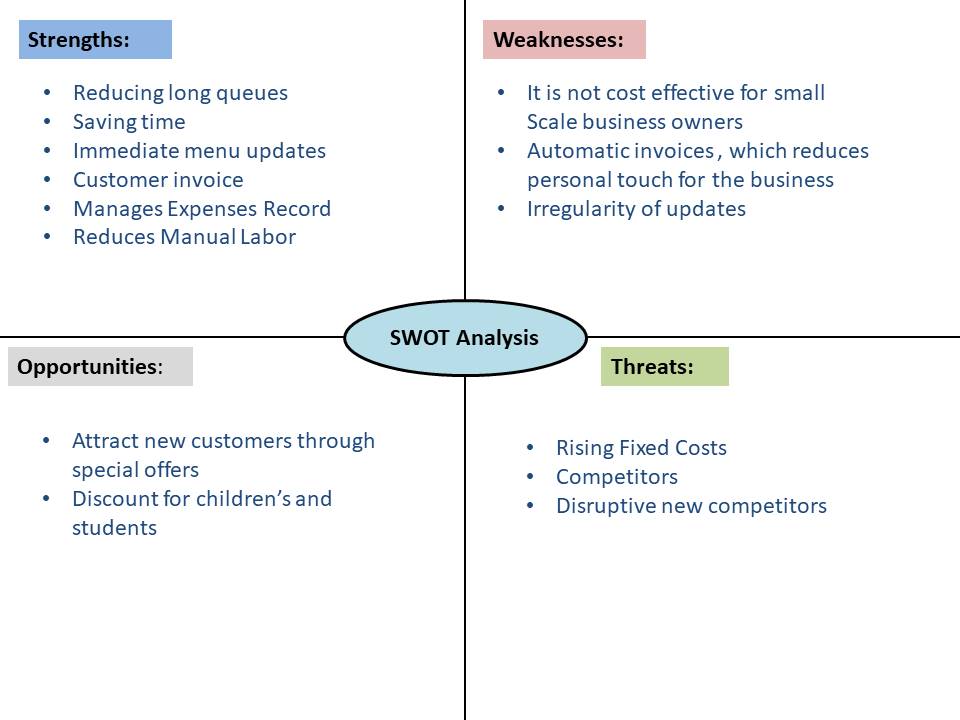 Strengths:
• Reducing long queues
• Saving time
• Immediate menu updates
• Customer invoice
• Manages Expenses Record
• Reduces Manual Labor
Weaknesses:
• It is not cost effective for small
Scale business owners
• Automatic invoices, which reduces
personal touch for the business
• Irregularity of updates
SWOT Analysis
Opportunities:
• Attract new customers through
special offers
• Discount for children’s and
students
Threats:
• Rising Fixed Costs
• Competitors
• Disruptive new competitors